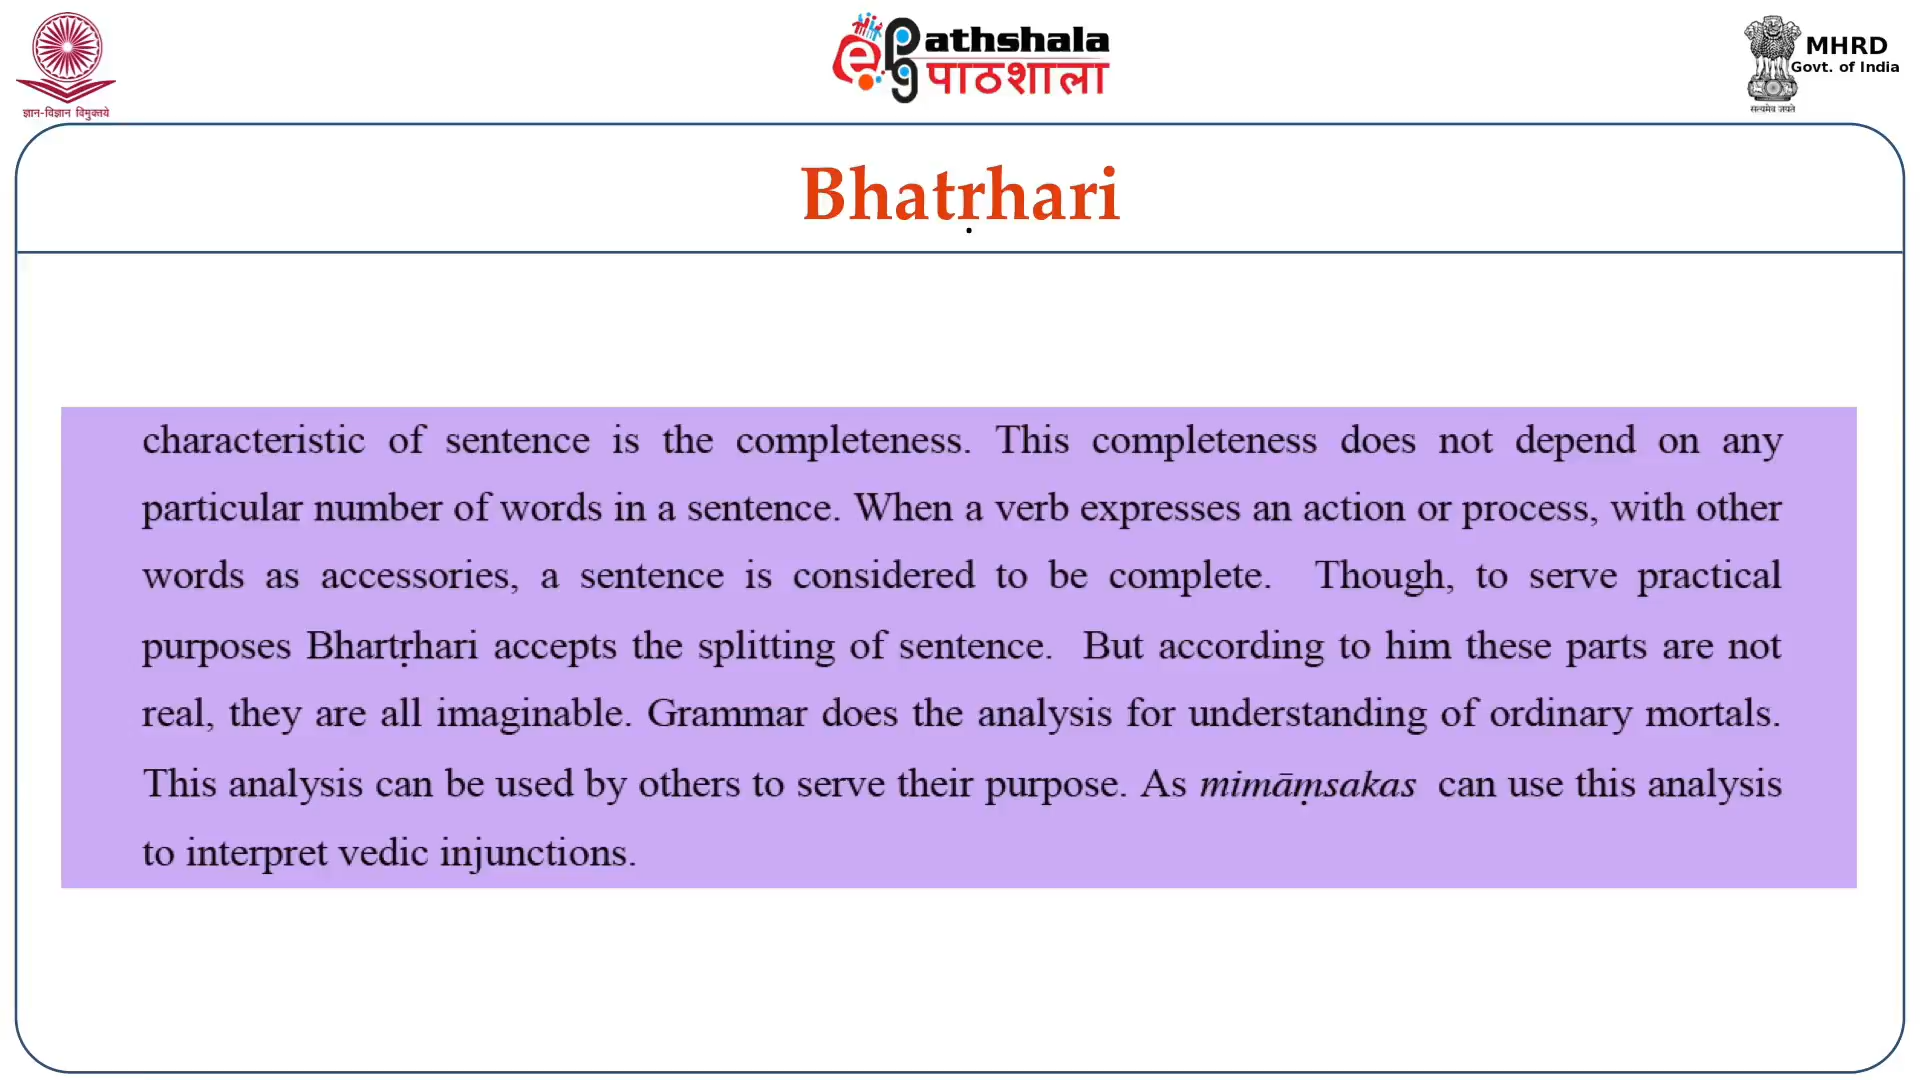 ज्ञान-विज्ञान विमुक्तये
e Pg Pathshala
पाठशाला
MHRD
Govt. of India
सत्यमेव जयते
Bhatṛhari
characteristic of sentence is the completeness. This completeness does not depend on any
particular number of words in a sentence. When a verb expresses an action or process, with other
words as accessories, a sentence is considered to be complete. Though, to serve practical
purposes Bhartṛhari accepts the splitting of sentence. But according to him these parts are not
real, they are all imaginable. Grammar does the analysis for understanding of ordinary mortals.
This analysis can be used by others to serve their purpose. As mimāṃsakas can use this analysis
to interpret vedic injunctions.